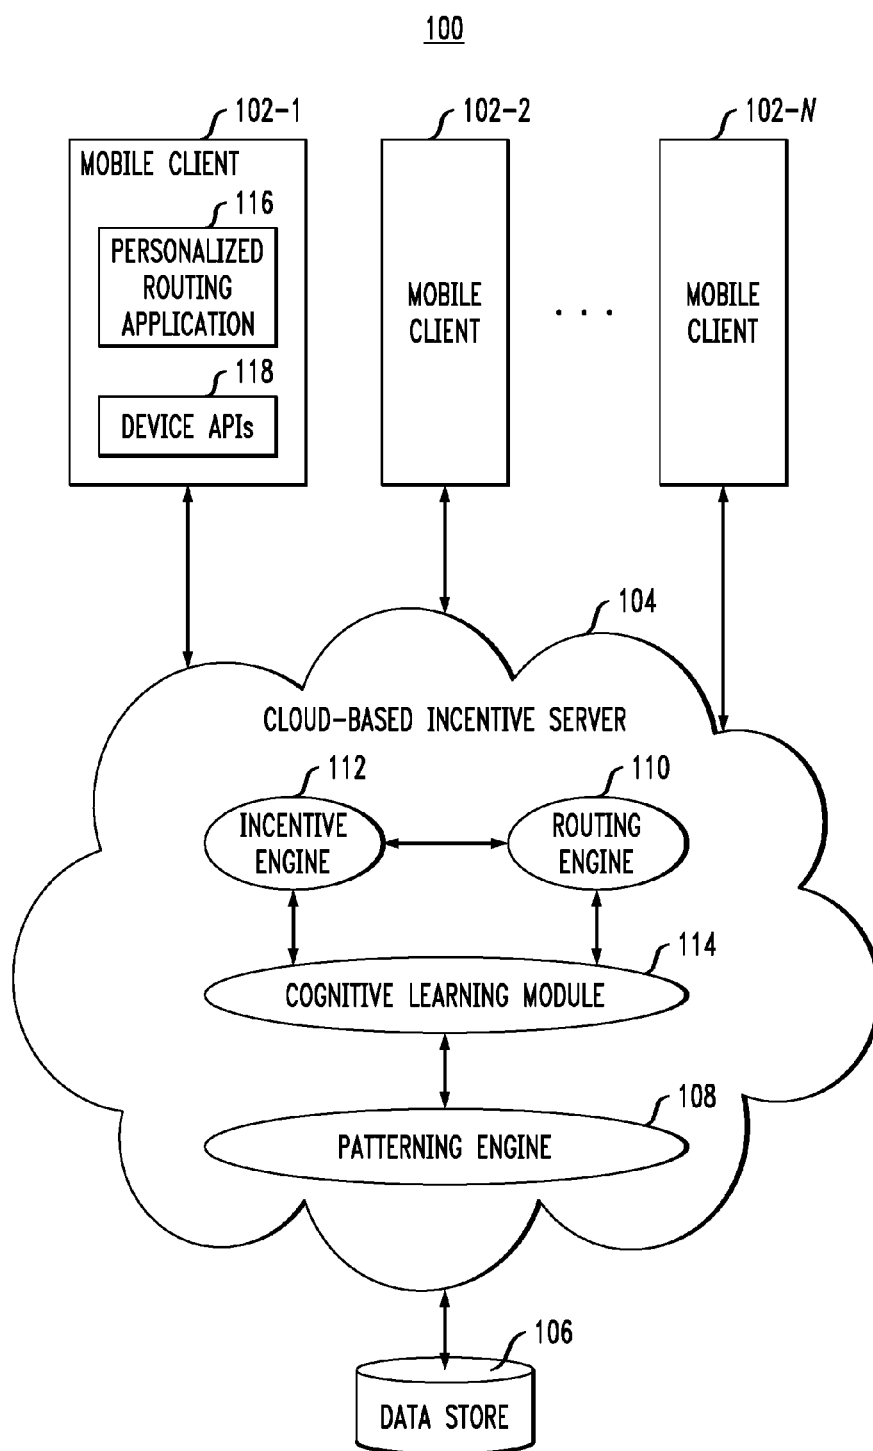 100
102-1
102-2
102-N
MOBILE CLIENT
116
PERSONALIZED
ROUTING
APPLICATION
118
DEVICE APIs
MOBILE
CLIENT
. . .
MOBILE
CLIENT
104
CLOUD-BASED INCENTIVE SERVER
112
110
INCENTIVE
ENGINE
ROUTING
ENGINE
114
COGNITIVE LEARNING MODULE
108
PATTERNING ENGINE
106
DATA STORE